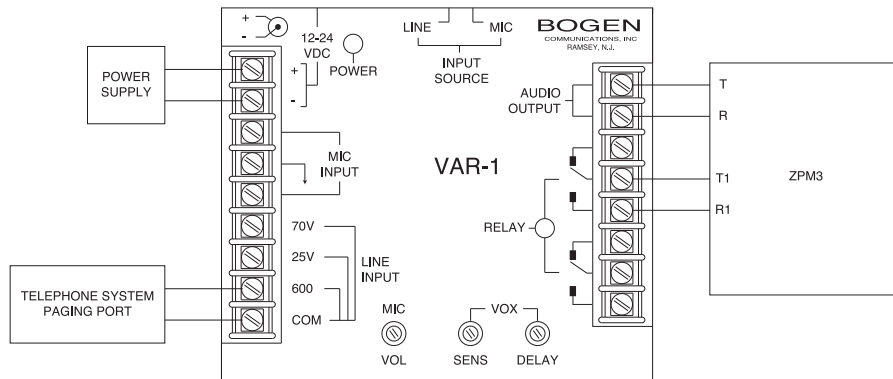 POWER
SUPPLY
TELEPHONE SYSTEM
PAGING PORT
+
-
12-24
VDC
POWER
+
-
MIC
INPUT
70V
25V
600
COM
LINE
INPUT
LINE
MIC
INPUT
SOURCE
BOGEN
COMMUNICATIONS, INC
RAMSEY, N.J.
AUDIO
OUTPUT
VAR-1
RELAY
MIC
VOL
VOX
SENS
DELAY
T
R
T1
R1
ZPM3